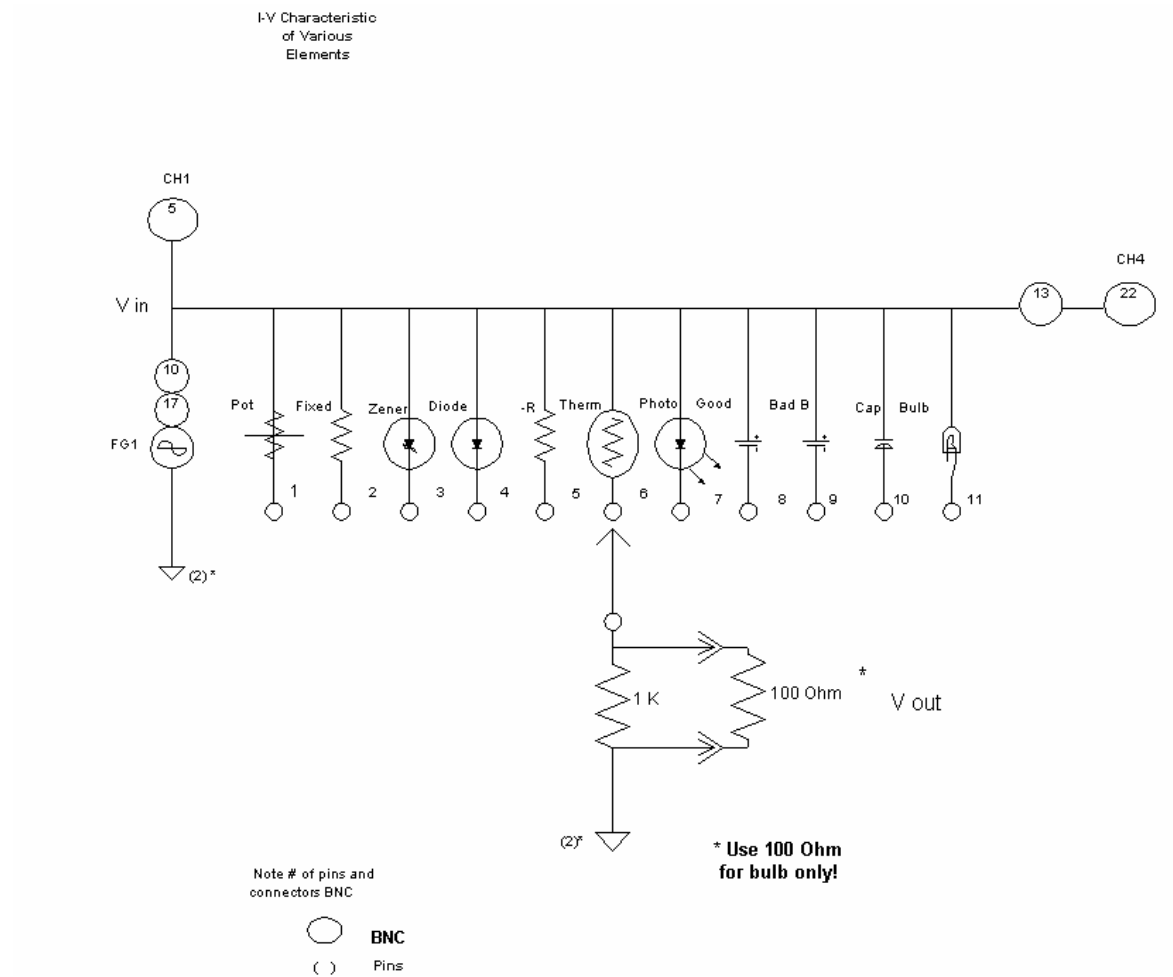 I-V Characteristic
of Various
Elements
CH1
5
CH4
V in
13
22
10
17
FG1
Pot
Fixed
Zener
Diode
-R
Therm
Photo
Good
Bad B
Cap
Bulb
1
2
3
4
5
6
7
8
9
10
11
(2)*
1 K
100 Ohm
*
V out
(2)*
* Use 100 Ohm
for bulb only!
Note # of pins and
connectors BNC
BNC
( ) Pins